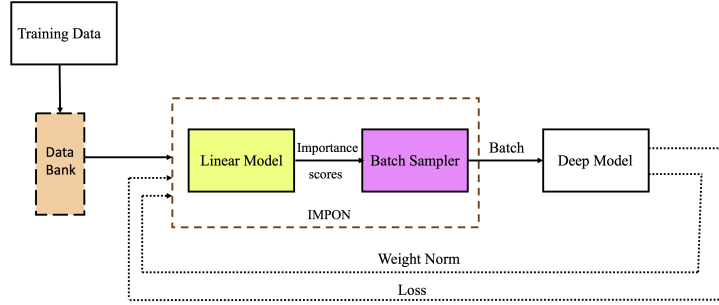 Training Data
Data
Bank
Linear Model
Importance
scores
Batch Sampler
Batch
Deep Model
IMPON
Weight Norm
Loss